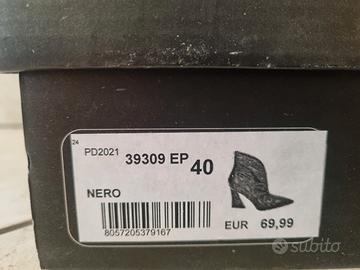 24
PD2021 39309 EP 40
NERO
8057205379167
EUR 69,99
subito